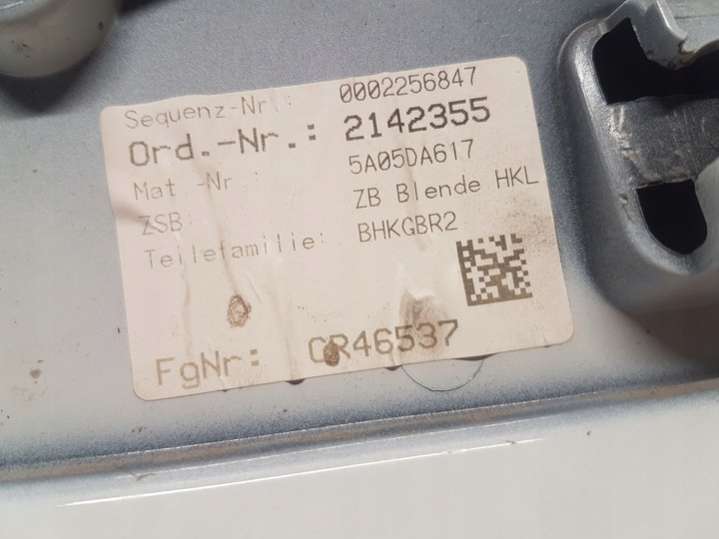 Sequenz-Nr.: 0002256847
Ord.-Nr.: 2142355
Mat -Nr 5A05DA617
ZSB: ZB Blende HKL
Teilefamilie: BHKGBR2
FgNr: CR46537